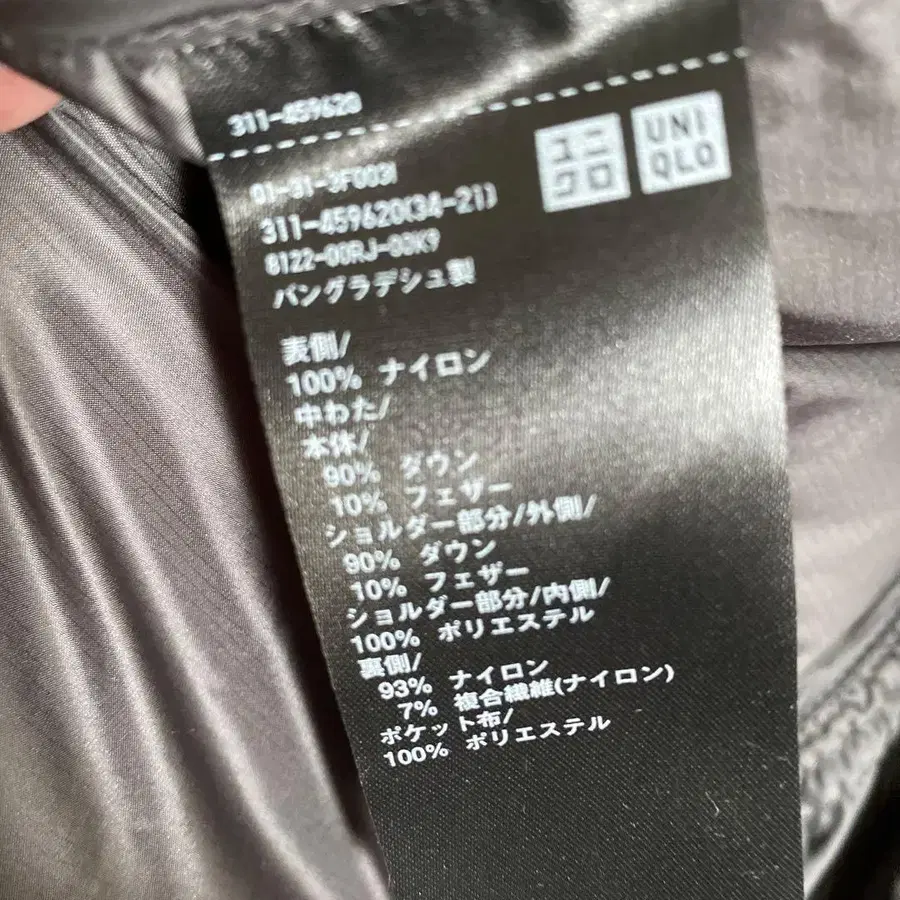 311-459620
ユニ
クロ
UNI
QLO
01-31-3F003I
311-459620(34-21)
8122-00RJ-00K9
バングラデシュ製
表側/
100% ナイロン
中わた/
本体/
90% ダウン
10% フェザー
ショルダー部分/外側/
90% ダウン
10% フェザー
ショルダー部分/内側/
100% ポリエステル
裏側/
93% ナイロン
7% 複合繊維(ナイロン)
ポケット布/
100% ポリエステル